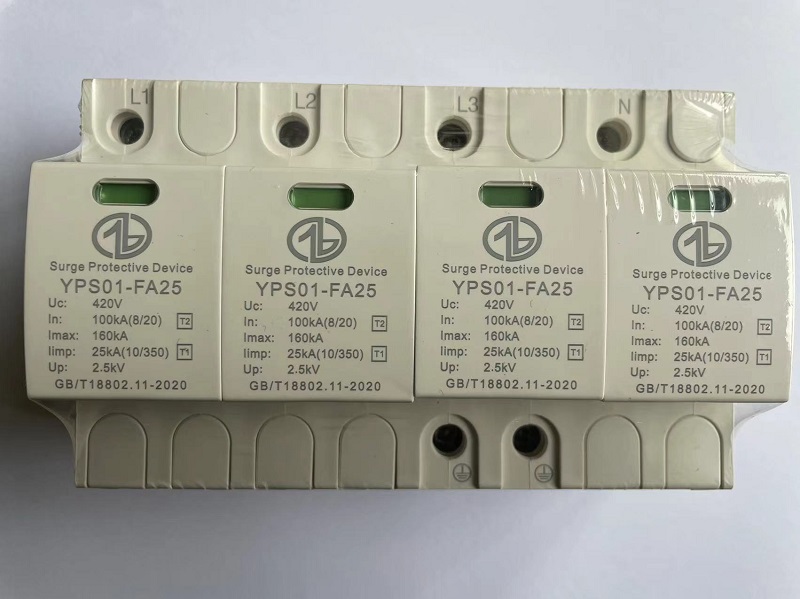 L1 L2 L3 N
Surge Protective Device
YPS01-FA25
Uc: 420V
In: 100kA(8/20) T2
Imax: 160kA
Iimp: 25kA(10/350) T1
Up: 2.5kV
GB/T18802.11-2020
Surge Protective Device
YPS01-FA25
Uc: 420V
In: 100kA(8/20) T2
Imax: 160kA
Iimp: 25kA(10/350) T1
Up: 2.5kV
GB/T18802.11-2020
Surge Protective Device
YPS01-FA25
Uc: 420V
In: 100kA(8/20) T2
Imax: 160kA
Iimp: 25kA(10/350) T1
Up: 2.5kV
GB/T18802.11-2020
Surge Protective Device
YPS01-FA25
Uc: 420V
In: 100kA(8/20) T2
Imax: 160kA
Iimp: 25kA(10/350) T1
Up: 2.5kV
GB/T18802.11-2020